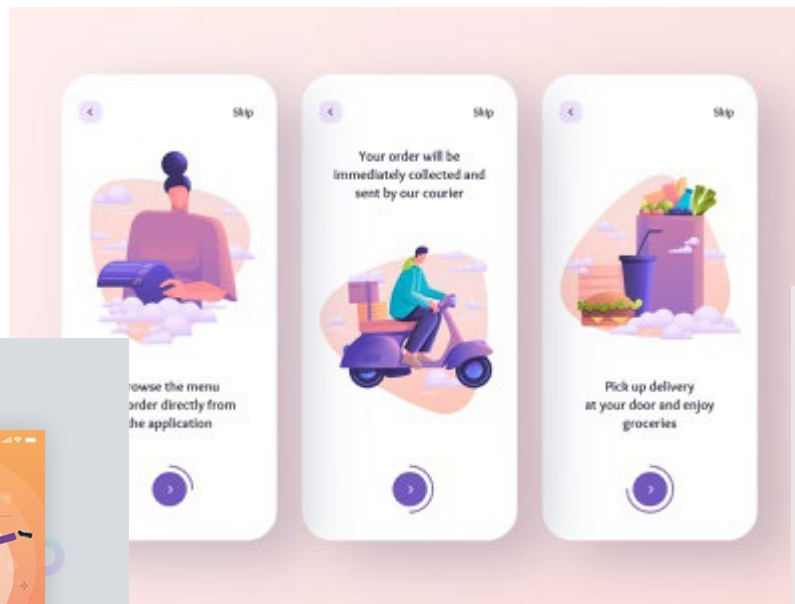 Skip
rowse the menu
order directly from
the application
Skip
Your order will be
immediately collected and
sent by our courier
Skip
Pick up delivery
at your door and enjoy
groceries